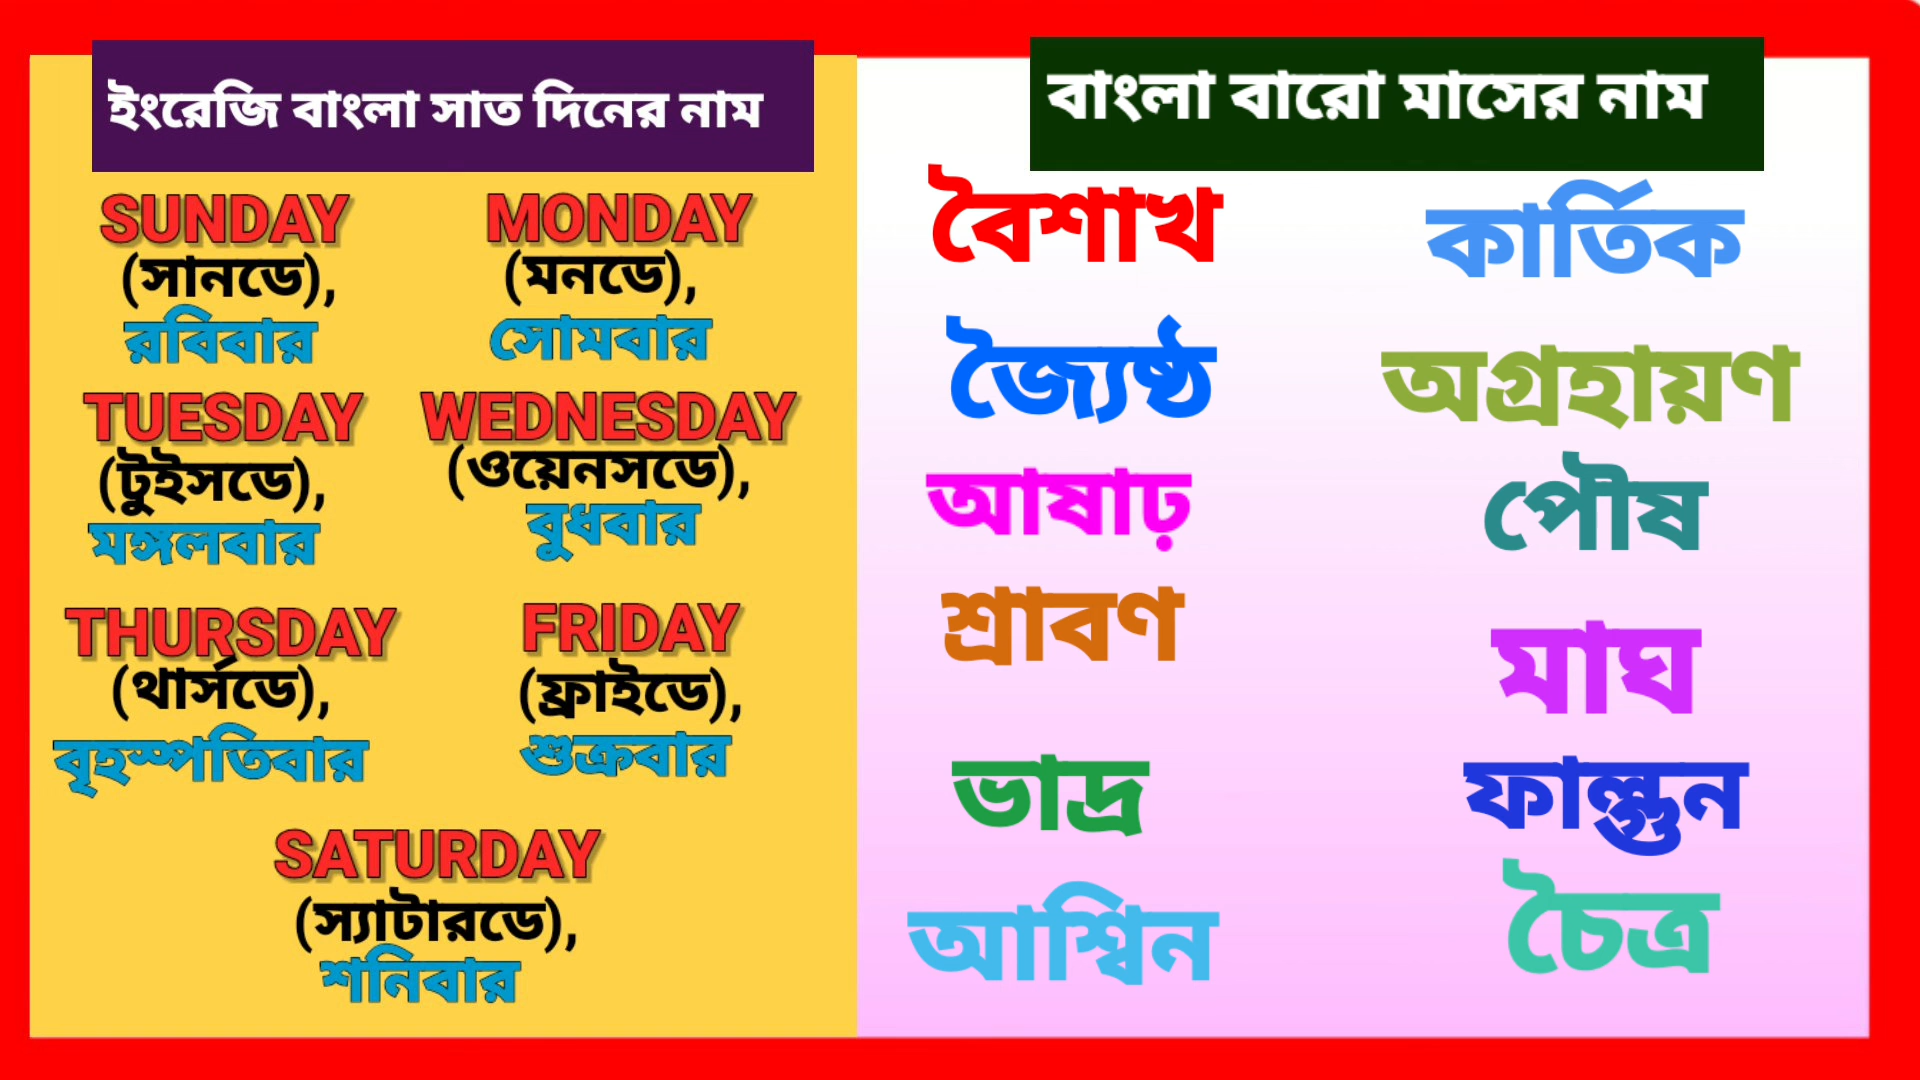 ইংরেজি বাংলা সাত দিনের নাম
SUNDAY
(সানডে),
রবিবার
MONDAY
(মনডে),
সোমবার
TUESDAY
(টুইসডে),
মঙ্গলবার
WEDNESDAY
(ওয়েনসডে),
বুধবার
THURSDAY
(থার্সডে),
বৃহস্পতিবার
FRIDAY
(ফ্রাইডে),
শুক্রবার
SATURDAY
(স্যাটারডে),
শনিবার
বাংলা বারো মাসের নাম
বৈশাখ
জ্যৈষ্ঠ
আষাঢ়
শ্রাবণ
ভাদ্র
আশ্বিন
কার্তিক
অগ্রহায়ণ
পৌষ
মাঘ
ফাল্গুন
চৈত্র